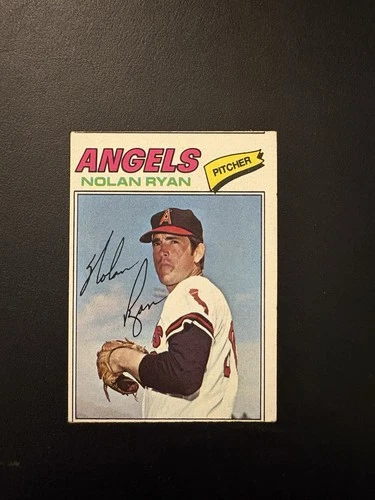 ANGELS
NOLAN RYAN
PITCHER
A
Nolan
Ryan